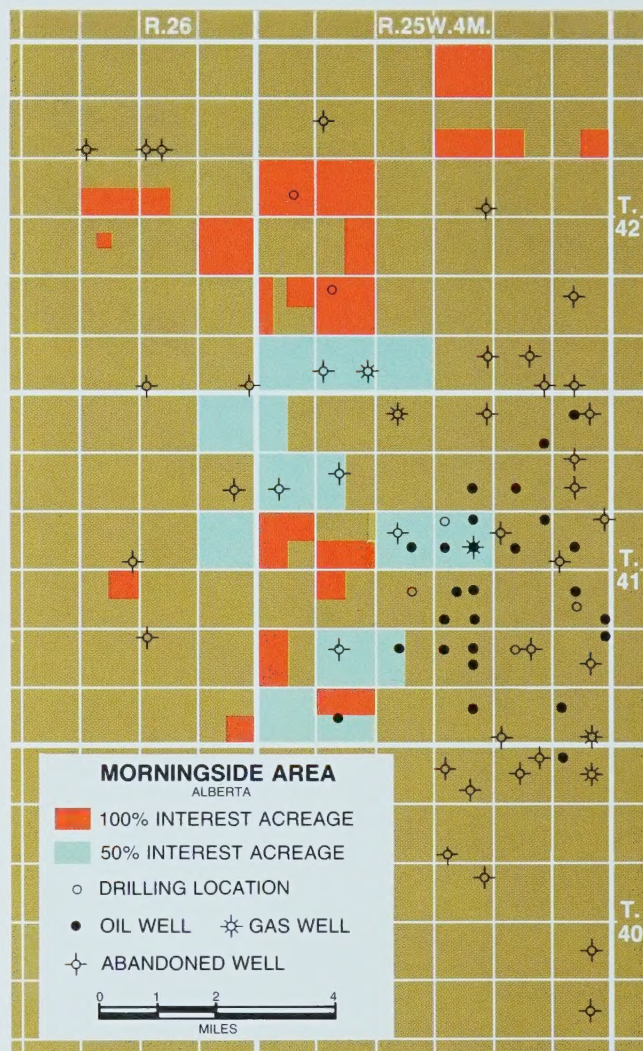 R.26 R.25W.4M.
T.
42
T.
41
T.
40
MORNINGSIDE AREA
ALBERTA
100% INTEREST ACREAGE
50% INTEREST ACREAGE
DRILLING LOCATION
OIL WELL GAS WELL
ABANDONED WELL
0 1 2 4
MILES